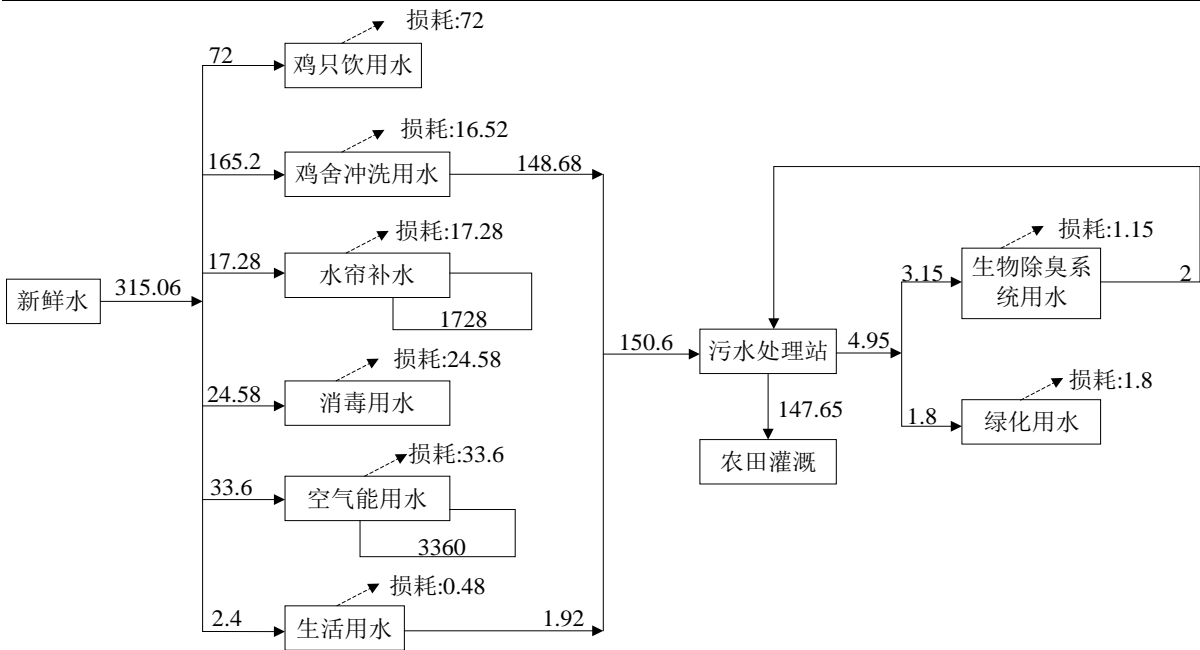 损耗:72
72
鸡只饮用水
损耗:16.52
165.2
鸡舍冲洗用水
148.68
损耗:17.28
17.28
水帘补水
1728
新鲜水
315.06
损耗:24.58
24.58
消毒用水
损耗:33.6
33.6
空气能用水
3360
损耗:0.48
2.4
生活用水
1.92
150.6
污水处理站
4.95
147.65
农田灌溉
损耗:1.15
3.15
生物除臭系
统用水
2
损耗:1.8
1.8
绿化用水